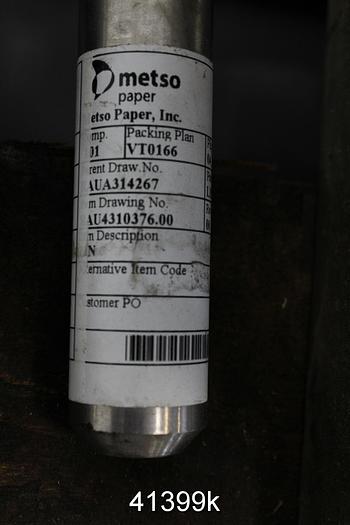 metso
paper
etso Paper, Inc.
mp. Packing Plan
01 VT0166
rent Draw.No.
AUA314267
m Drawing No.
AU4310376.00
m Description
N
ternative Item Code
stomer PO
41399k